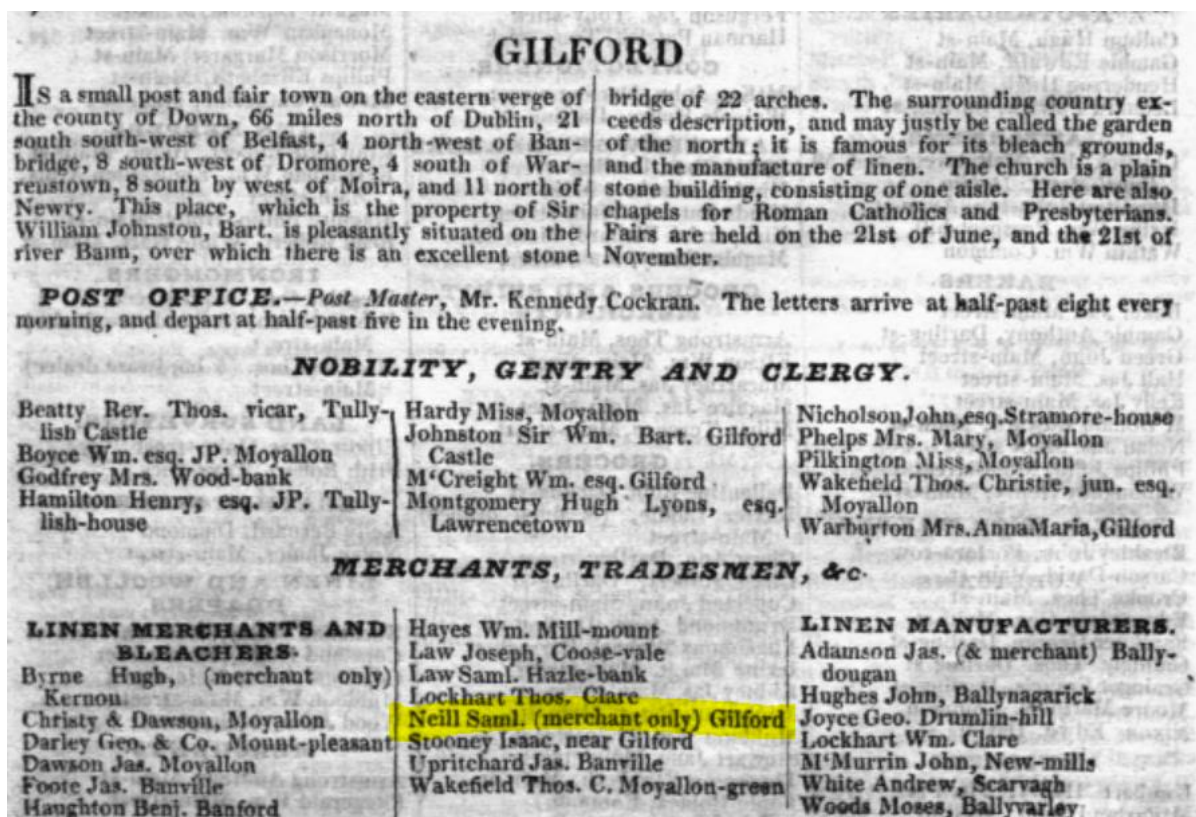 GILFORD
IS a small post and fair town on the eastern verge of
the county of Down, 66 miles north of Dublin, 21
south south-west of Belfast, 4 north-west of Ban-
bridge, 8 south-west of Dromore, 4 south of War-
renstown, 8 south by west of Moira, and 11 north of
Newry. This place, which is the property of Sir
William Johnston, Bart. is pleasantly situated on the
river Bann, over which there is an excellent stone
bridge of 22 arches. The surrounding country ex-
ceeds description, and may justly be called the garden
of the north; it is famous for its bleach grounds,
and the manufacture of linen. The church is a plain
stone building, consisting of one aisle. Here are also
chapels for Roman Catholics and Presbyterians.
Fairs are held on the 21st of June, and the 21st of
November.
POST OFFICE.—Post Master, Mr. Kennedy Cockran. The letters arrive at half-past eight every
morning, and depart at half-past five in the evening.
NOBILITY, GENTRY AND CLERGY.
Beatty Rev. Thos. vicar, Tully-
lish Castle
Boyce Wm. esq. JP. Moyallon
Godfrey Mrs. Wood-bank
Hamilton Henry, esq. JP. Tully-
lish-house
Hardy Miss, Moyallon
Johnston Sir Wm. Bart. Gilford
Castle
M'Creight Wm. esq. Gilford
Montgomery Hugh Lyons, esq.
Lawrencetown
Nicholson John, esq. Stramore-house
Phelps Mrs. Mary, Moyallon
Pilkington Miss, Moyallon
Wakefield Thos. Christie, jun. esq.
Moyallon
Warburton Mrs. Anna Maria, Gilford
MERCHANTS, TRADESMEN, &c.
LINEN MERCHANTS AND
BLEACHERS.
Byrne Hugh, (merchant only)
Kernon
Christy & Dawson, Moyallon
Darley Geo. & Co. Mount-pleasant
Dawson Jas. Moyallon
Foote Jas. Banville
Haughton Benj. Banford
Hayes Wm. Mill-mount
Law Joseph, Coose-vale
Law Saml. Hazle-bank
Lockhart Thos. Clare
Neill Saml. (merchant only) Gilford
Stooney Isaac, near Gilford
Upritchard Jas. Banville
Wakefield Thos. C. Moyallon-green
LINEN MANUFACTURERS.
Adamson Jas. (& merchant) Bally-
dougan
Hughes John, Ballynagarick
Joyce Geo. Drumlin-hill
Lockhart Wm. Clare
M'Murrin John, New-mills
White Andrew, Scarvagh
Woods Moses, Ballyvarley